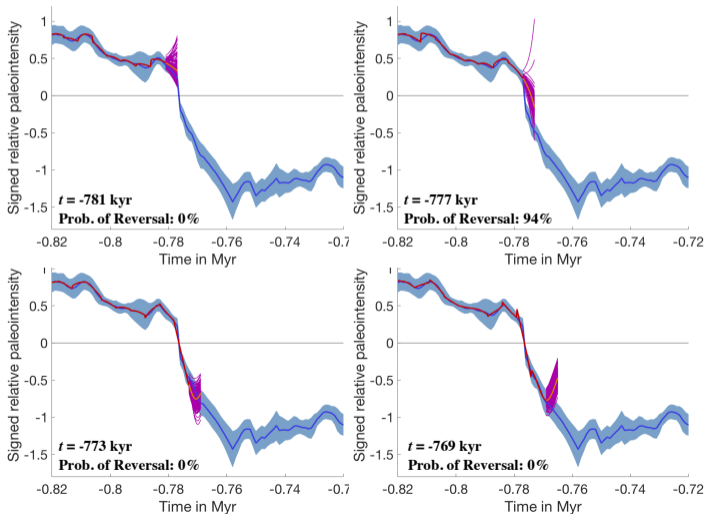 Signed relative paleointensity
1
0.5
0
-0.5
-1
-1.5
t = -781 kyr
Prob. of Reversal: 0%
-0.82 -0.8 -0.78 -0.76 -0.74 -0.7
Time in Myr
Signed relative paleointensity
1
0.5
0
-0.5
-1
-1.5
t = -777 kyr
Prob. of Reversal: 94%
-0.82 -0.8 -0.78 -0.76 -0.74 -0.72
Time in Myr
Signed relative paleointensity
1
0.5
0
-0.5
-1
-1.5
t = -773 kyr
Prob. of Reversal: 0%
-0.82 -0.8 -0.78 -0.76 -0.74 -0.7
Time in Myr
Signed relative paleointensity
1
0.5
0
-0.5
-1
-1.5
t = -769 kyr
Prob. of Reversal: 0%
-0.82 -0.8 -0.78 -0.76 -0.74 -0.72
Time in Myr